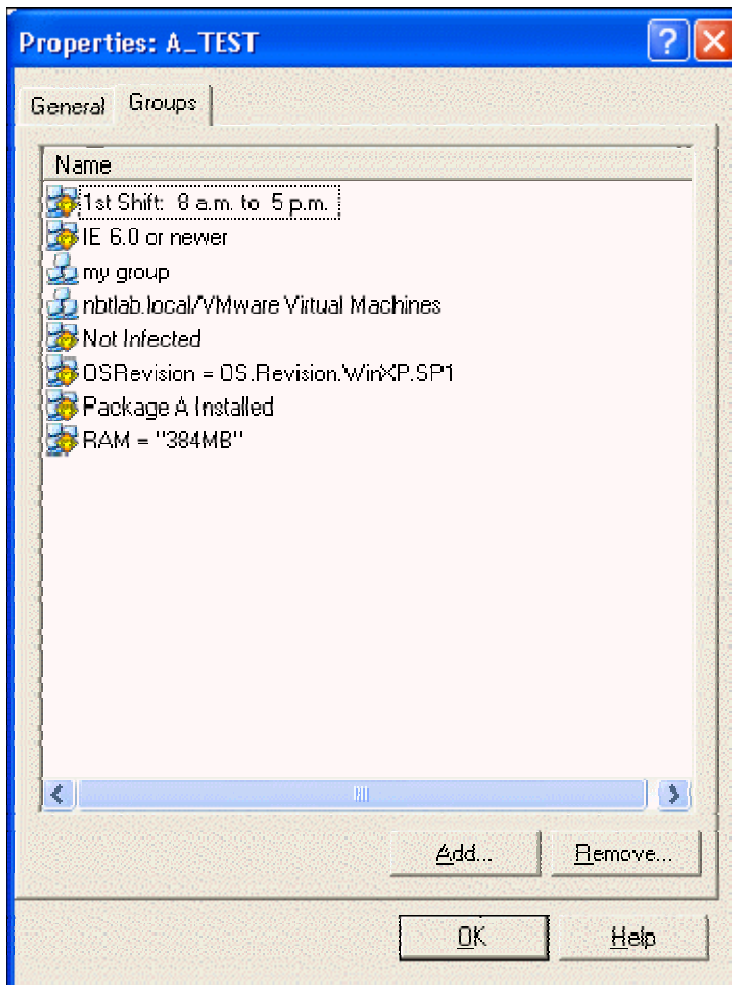 Properties: A_TEST
General Groups
Name
1st Shift: 8 a.m. to 5 p.m.
IE 6.0 or newer
my group
nbtlab.local/VMware Virtual Machines
Not Infected
OSRevision = OS.Revision.WinXP.SP1
Package A Installed
RAM = "384MB"
Add... Remove...
OK Help